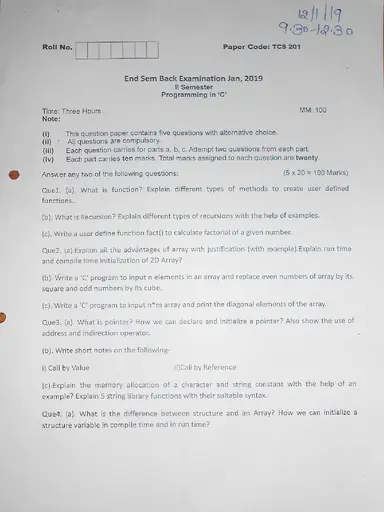 12/1/19
9.30-12.30
Roll No.
Paper Code: TCS 201
End Sem Back Examination Jan, 2019
II Semester
Programming in 'C'
Time: Three Hours
MM: 100
Note:
(i) This question paper contains five questions with alternative choice.
(ii) All questions are compulsory.
(iii) Each question carries for parts a, b, c. Attempt two questions from each part.
(iv) Each part carries ten marks. Total marks assigned to each question are twenty.
Answer any two of the following questions: (5 x 20 = 100 Marks)
Que1. (a). What is function? Explain different types of methods to create user defined
functions.
(b). What is Recursion? Explain different types of recursions with the help of examples.
(c). Write a user define function fact() to calculate factorial of a given number.
Que2. (a).Explain all the advantages of array with justification (with example).Explain run time
and compile time initialization of 2D Array?
(b). Write a 'C' program to input n elements in an array and replace even numbers of array by its
square and odd numbers by its cube.
(c). Write a 'C' program to input n*m array and print the diagonal elements of the array.
Que3. (a). What is pointer? How we can declare and initialize a pointer? Also show the use of
address and indirection operator.
(b). Write short notes on the following-
i) Call by Value ii)Call by Reference
(c).Explain the memory allocation of a character and string constant with the help of an
example? Explain 5 string library functions with their suitable syntax.
Que4. (a). What is the difference between structure and an Array? How we can initialize a
structure variable in compile time and in run time?